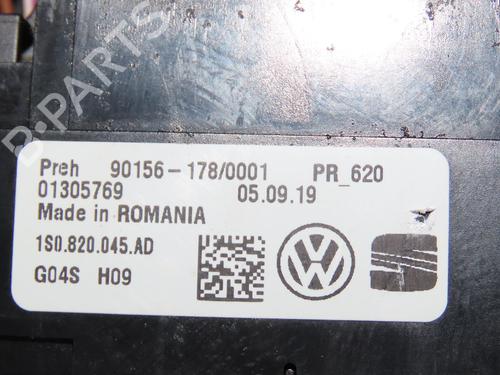 B-PARTS
Preh 90156-178/0001 PR_620
01305769 05.09.19
Made in ROMANIA
1S0.820.045.AD
G04S H09